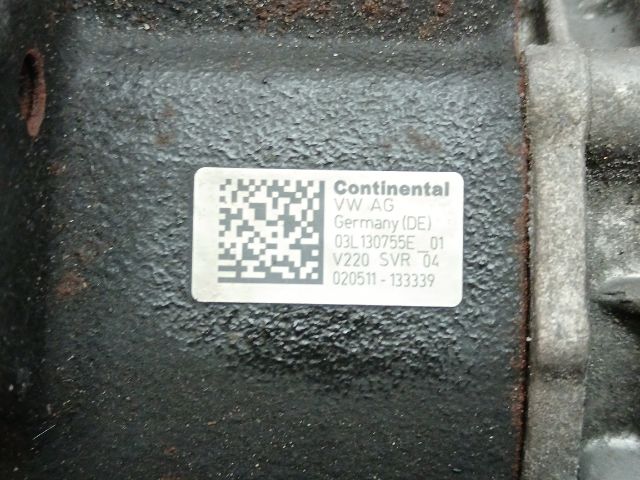 Continental
VW AG
Germany (DE)
03L130755E_01
V220 SVR 04
020511-133339